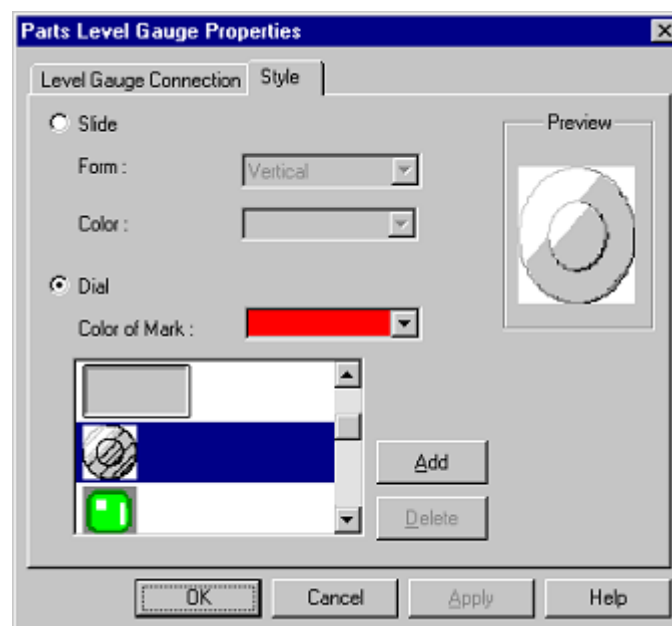 Parts Level Gauge Properties
Level Gauge Connection Style
Slide
Preview
Form : Vertical
Color :
Dial
Color of Mark :
Add
Delete
OK Cancel Apply Help